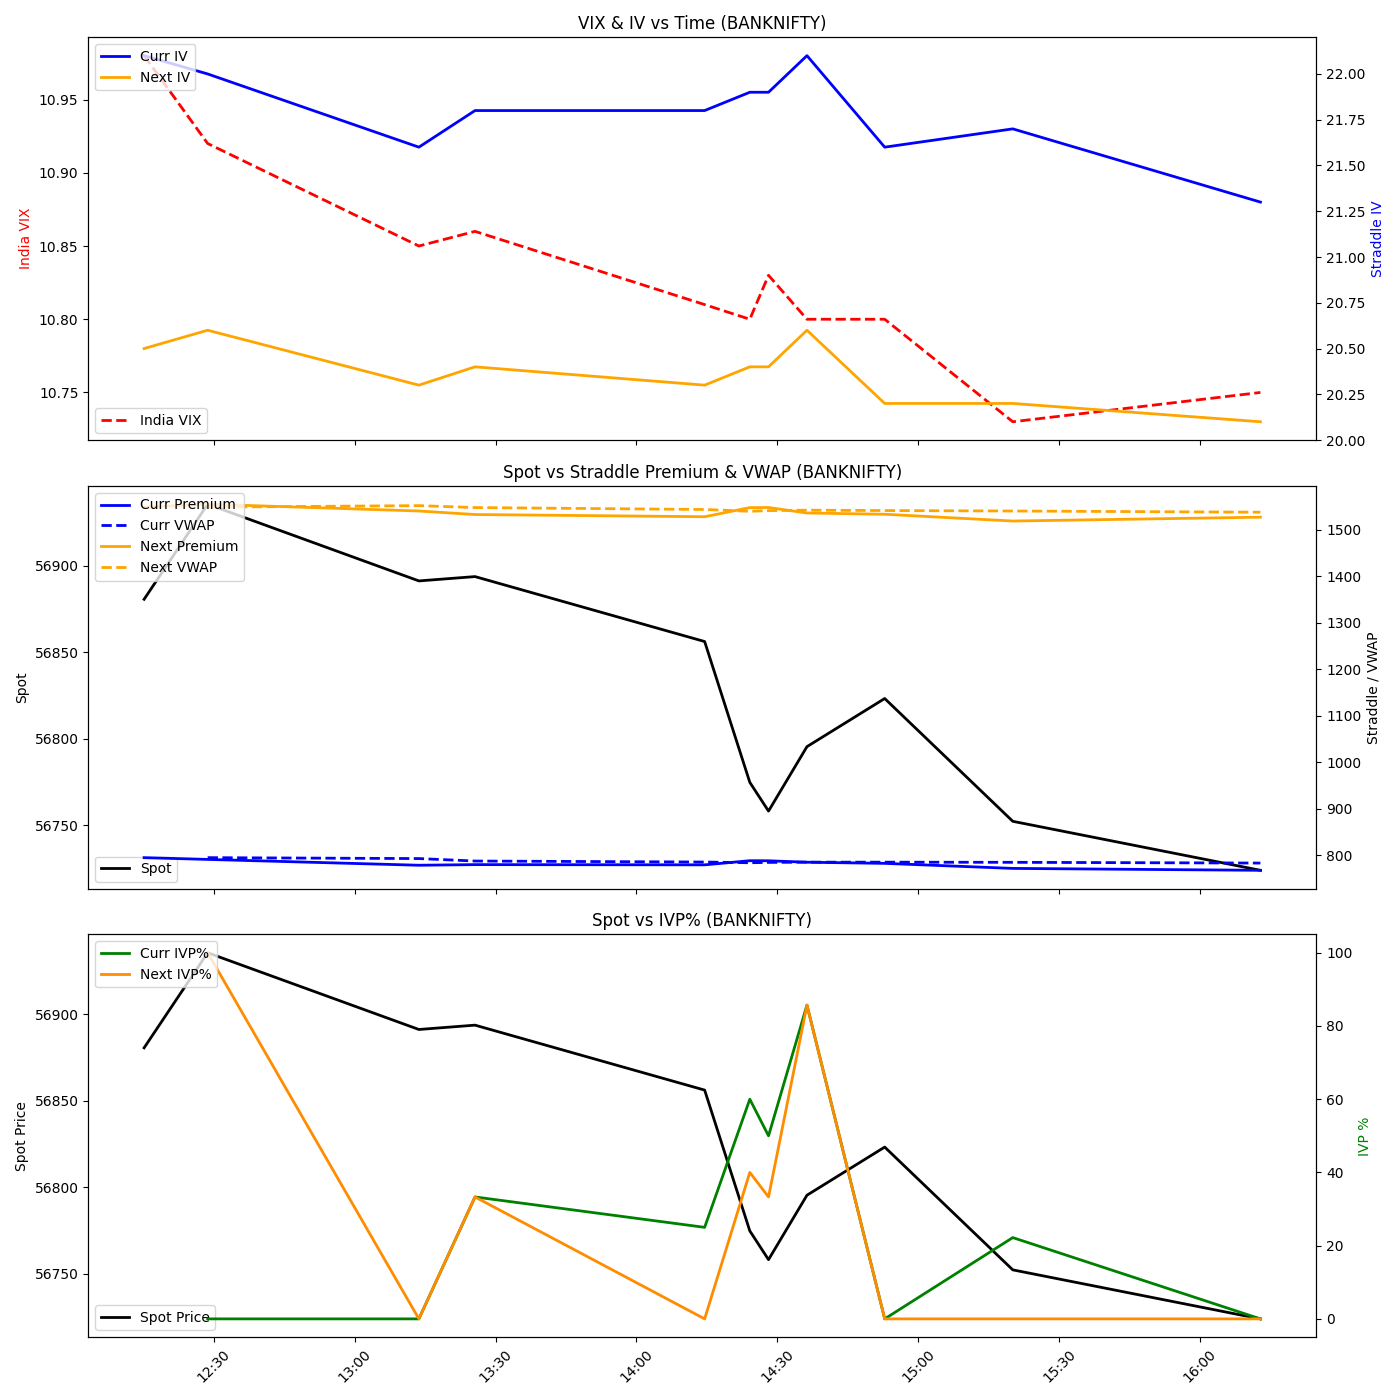 VIX & IV vs Time (BANKNIFTY)
Curr IV
Next IV
India VIX
10.95
10.90
10.85
10.80
10.75
India VIX
22.00
21.75
21.50
21.25
21.00
20.75
20.50
20.25
20.00
Straddle IV
Spot vs Straddle Premium & VWAP (BANKNIFTY)
Curr Premium
Curr VWAP
Next Premium
Next VWAP
Spot
56900
56850
56800
56750
Spot
1500
1400
1300
1200
1100
1000
900
800
Straddle / VWAP
Spot vs IVP% (BANKNIFTY)
Curr IVP%
Next IVP%
Spot Price
56900
56850
56800
56750
Spot Price
100
80
60
40
20
0
IVP %
12:30
13:00
13:30
14:00
14:30
15:00
15:30
16:00